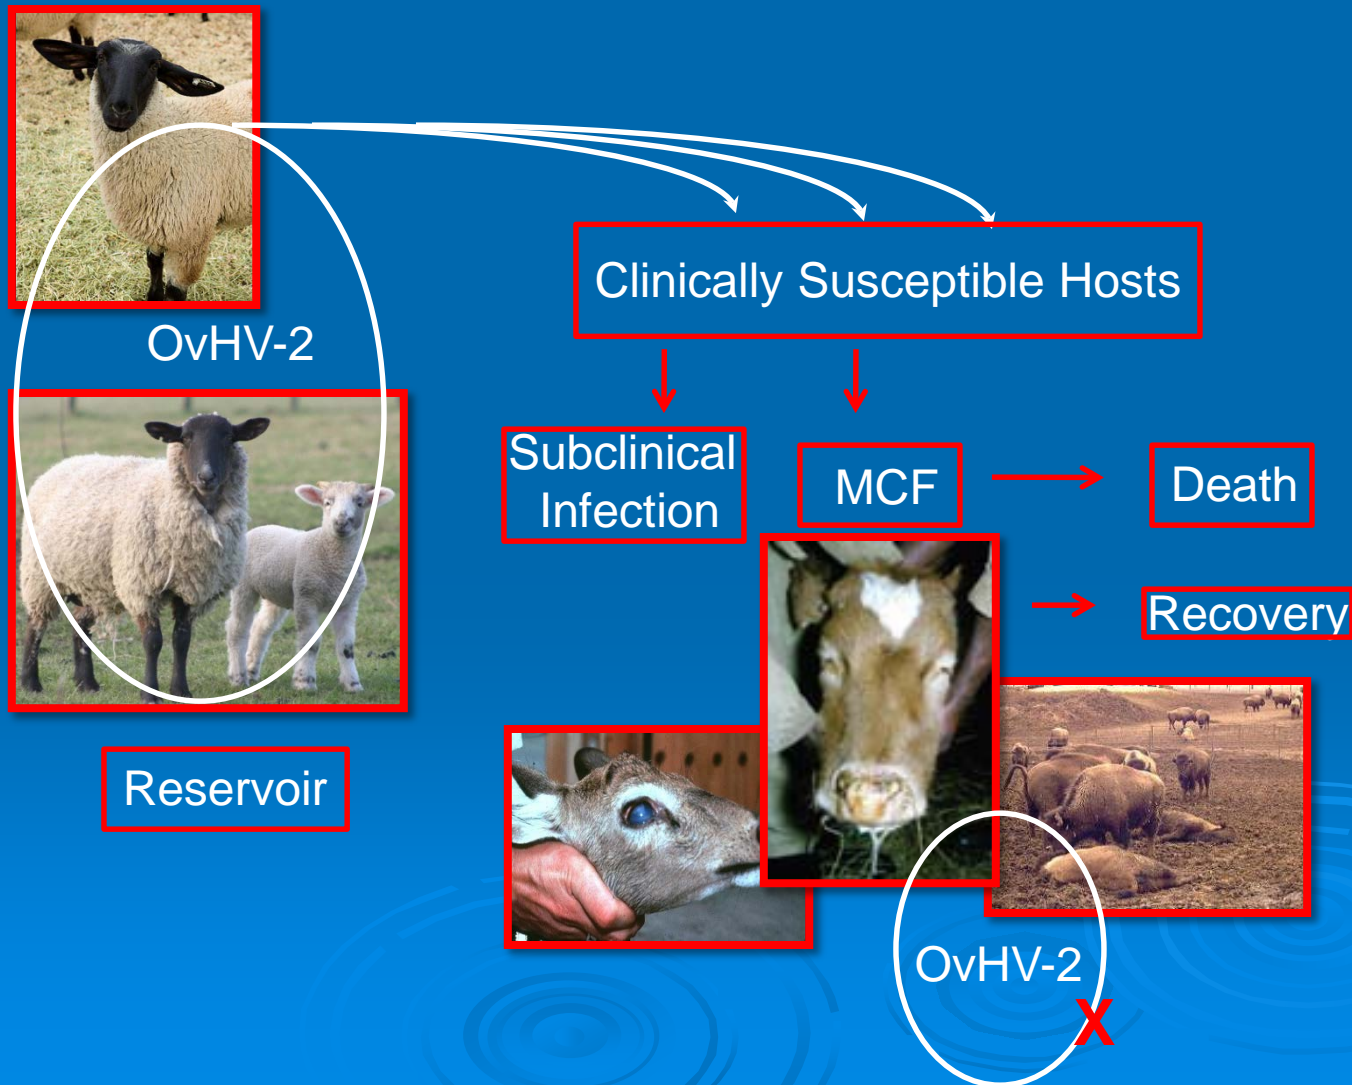 OvHV-2
Reservoir
Clinically Susceptible Hosts
Subclinical
Infection
MCF
Death
Recovery
OvHV-2
X